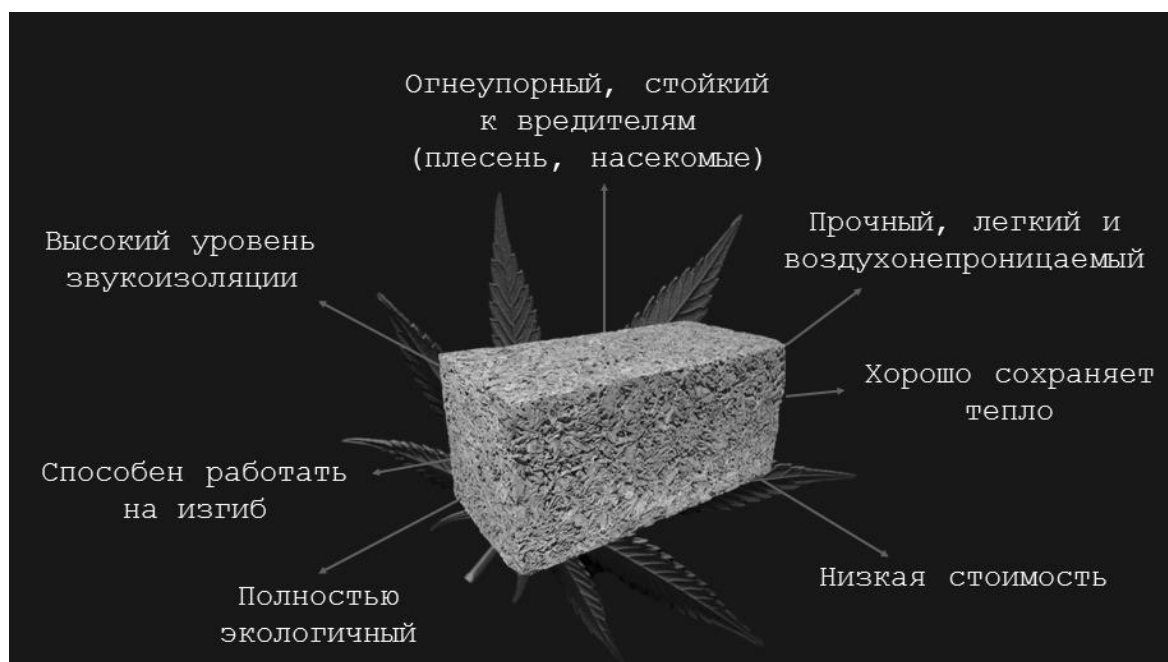 Огнеупорный, стойкий
к вредителям
(плесень, насекомые)
Высокий уровень
звукоизоляции
Прочный, легкий и
воздухонепроницаемый
Хорошо сохраняет
тепло
Способен работать
на изгиб
Низкая стоимость
Полностью
экологичный